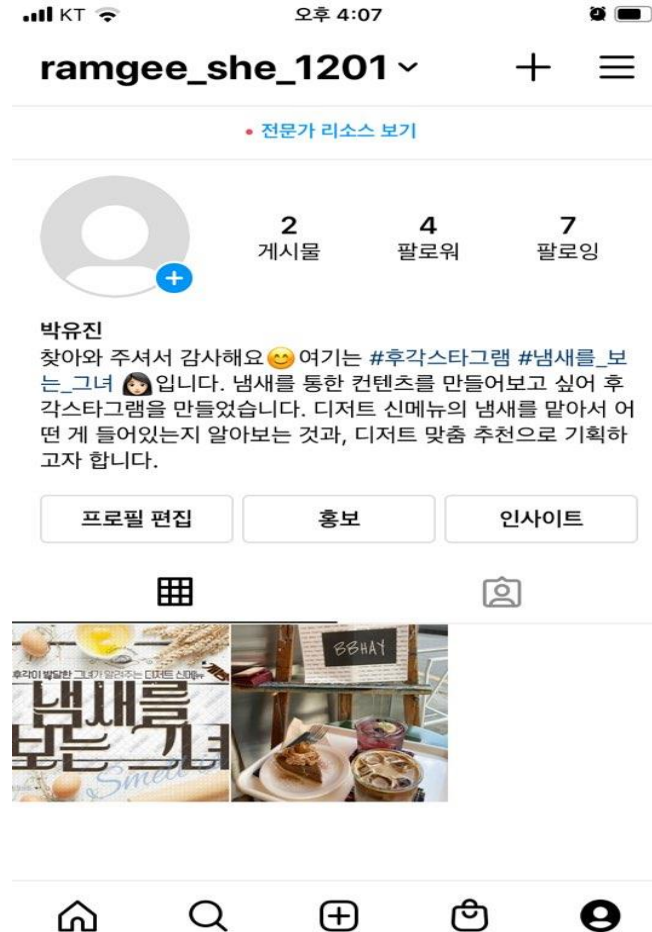 KT 오후 4:07
ramgee_she_1201
전문가 리소스 보기
2 4 7
게시물 팔로워 팔로잉
박유진
찾아와 주셔서 감사해요😊여기는 #후각스타그램 #냄새를_보
는_그녀 👩🏻입니다. 냄새를 통한 컨텐츠를 만들어보고 싶어 후
각스타그램을 만들었습니다. 디저트 신메뉴의 냄새를 맡아서 어
떤 게 들어있는지 알아보는 것과, 디저트 맞춤 추천으로 기획하
고자 합니다.
프로필 편집 홍보 인사이트
후각이 발달한 그녀가 알려주는 디저트 신메뉴
냄새를
보는 그녀
BBHAY